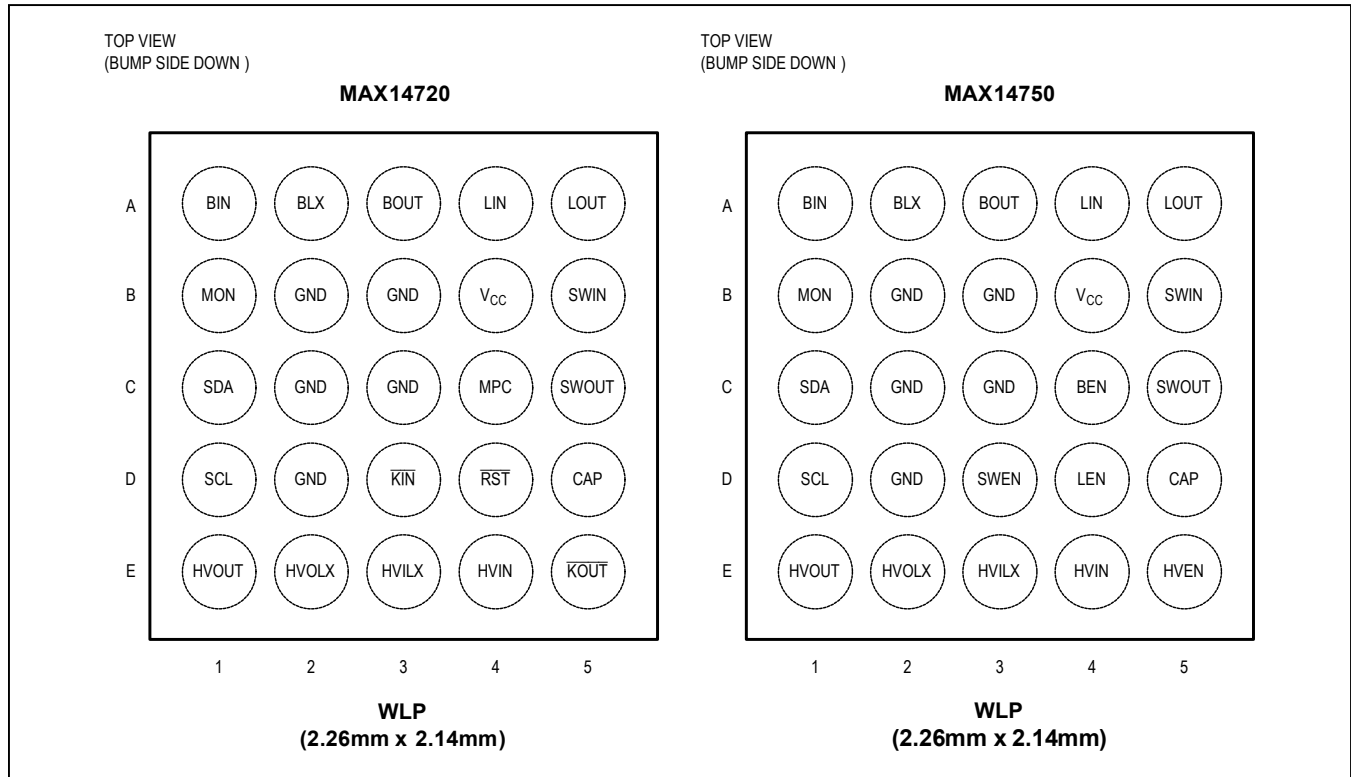 TOP VIEW
(BUMP SIDE DOWN )
MAX14720
A BIN BLX BOUT LIN LOUT
B MON GND GND VCC SWIN
C SDA GND GND MPC SWOUT
D SCL GND K̅I̅N̅ R̅S̅T̅ CAP
E HVOUT HVOLX HVILX HVIN K̅O̅U̅T̅
1 2 3 4 5
WLP
(2.26mm x 2.14mm)
TOP VIEW
(BUMP SIDE DOWN )
MAX14750
A BIN BLX BOUT LIN LOUT
B MON GND GND VCC SWIN
C SDA GND GND BEN SWOUT
D SCL GND SWEN LEN CAP
E HVOUT HVOLX HVILX HVIN HVEN
1 2 3 4 5
WLP
(2.26mm x 2.14mm)